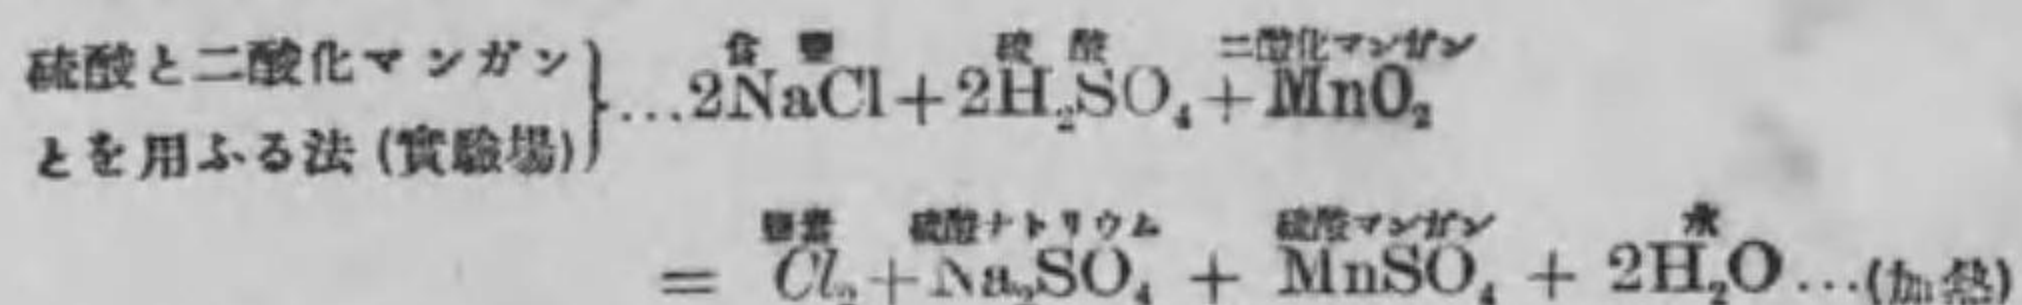 硫酸と二酸化マンガン
とを用ふる法(實驗場)
食鹽 硫酸 二酸化マンガン
…2NaCl+2H₂SO₄+MnO₂
鹽素 硫酸ナトリウム 硫酸マンガン 水
= Cl₂+Na₂SO₄ + MnSO₄ + 2H₂O…(加熱)